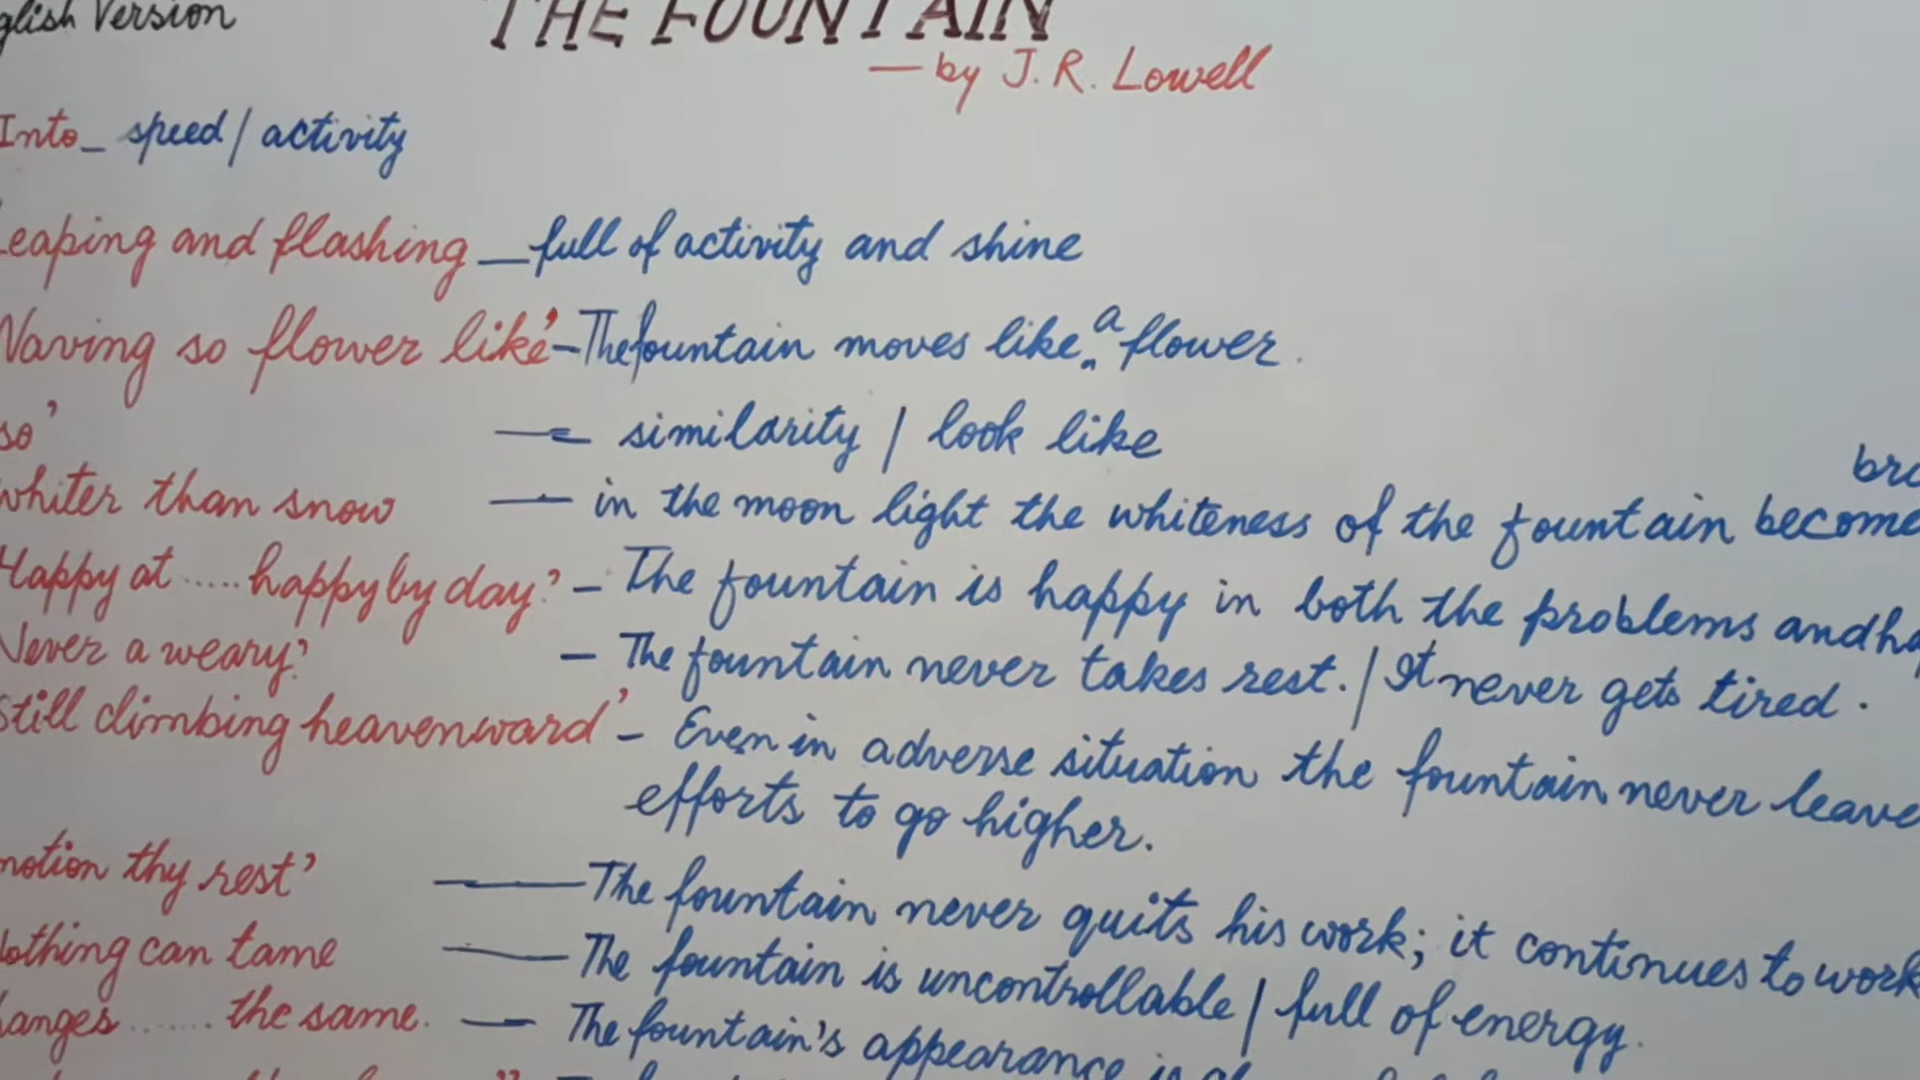 glish Version
THE FOUNTAIN
— by J. R. Lowell
Into_ speed / activity
Leaping and flashing _ full of activity and shine
Waving so flower like' - The fountain moves like a flower.
so' — similarity / look like
whiter than snow — in the moon light the whiteness of the fountain become
Happy at ..... happy by day' - The fountain is happy in both the problems and
Never a weary' - The fountain never takes rest. / It never gets tired.
Still climbing heavenward' - Even in adverse situation the fountain never leave
efforts to go higher.
motion thy rest' — The fountain never quits his work; it continues to work
Nothing can tame — The fountain is uncontrollable / full of energy.
hanges ...... the same. — The fountain's appearance is